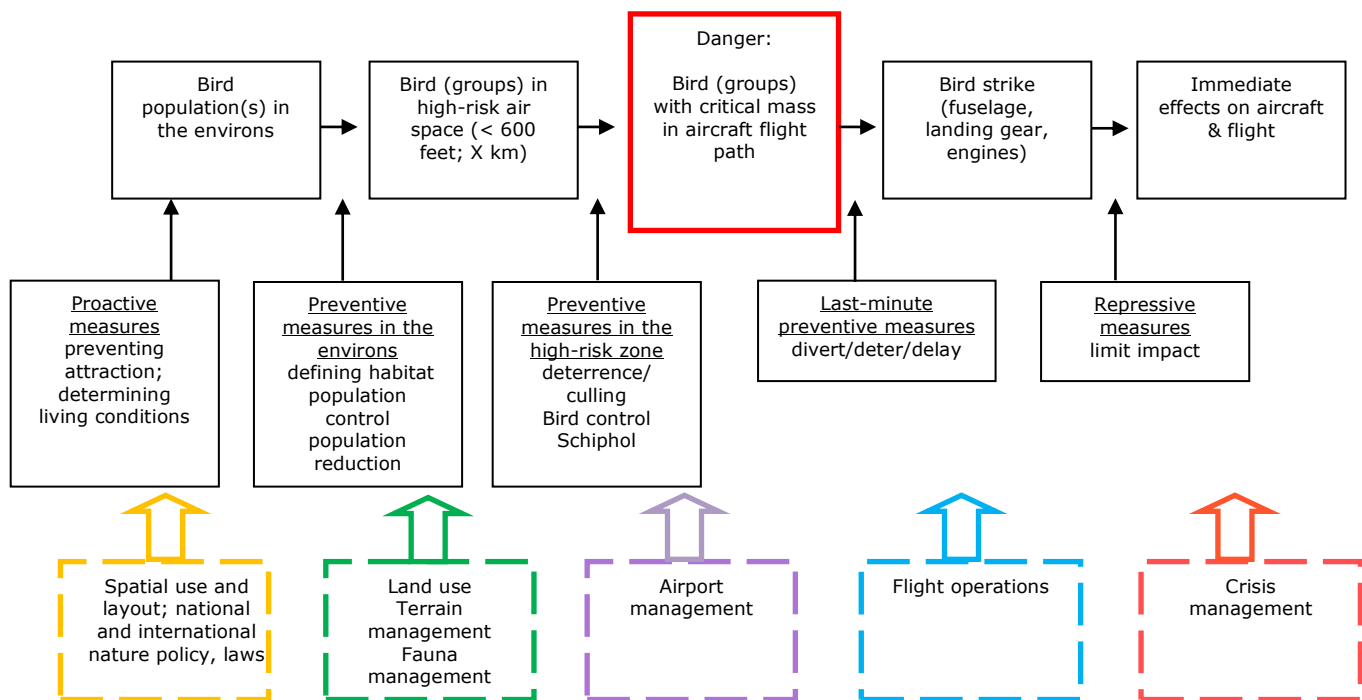 Bird
population(s) in
the environs
Bird (groups) in
high-risk air
space (< 600
feet; X km)
Danger:
Bird (groups)
with critical mass
in aircraft flight
path
Bird strike
(fuselage,
landing gear,
engines)
Immediate
effects on aircraft
& flight
Proactive
measures
preventing
attraction;
determining
living conditions
Preventive
measures in the
environs
defining habitat
population
control
population
reduction
Preventive
measures in the
high-risk zone
deterrence/
culling
Bird control
Schiphol
Last-minute
preventive measures
divert/deter/delay
Repressive
measures
limit impact
Spatial use and
layout; national
and international
nature policy, laws
Land use
Terrain
management
Fauna
management
Airport
management
Flight operations
Crisis
management